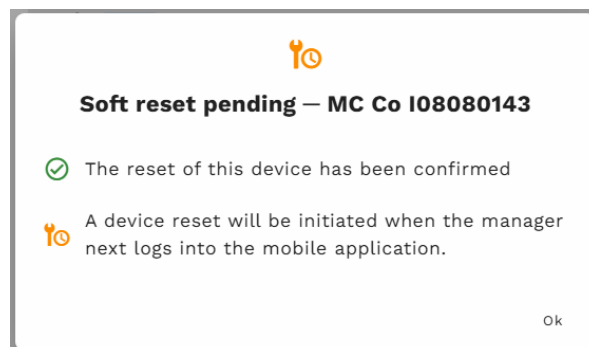 Soft reset pending — MC Co I08080143
The reset of this device has been confirmed
A device reset will be initiated when the manager
next logs into the mobile application.
Ok